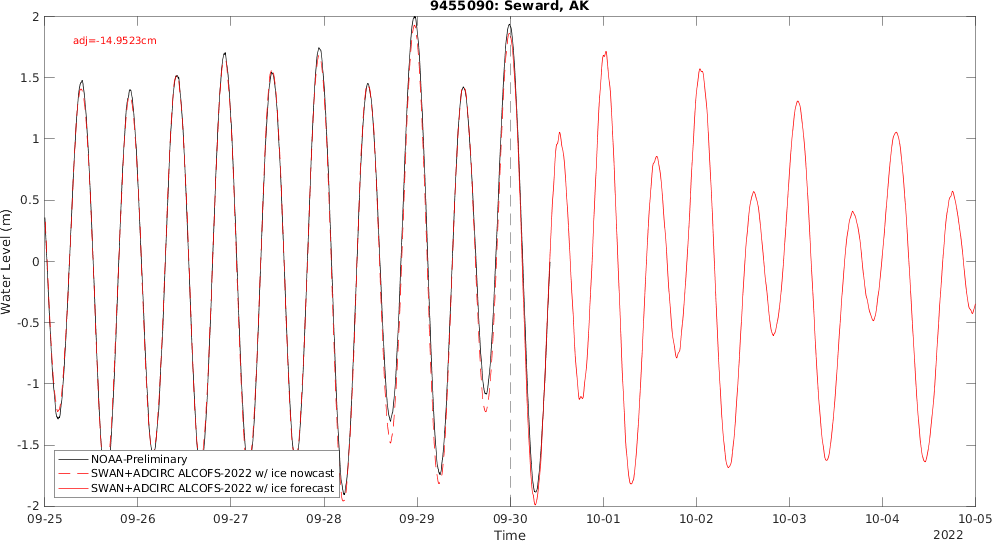 9455090: Seward, AK
adj=-14.9523cm
Water Level (m)
2
1.5
1
0.5
0
-0.5
-1
-1.5
-2
NOAA-Preliminary
SWAN+ADCIRC ALCOFS-2022 w/ ice nowcast
SWAN+ADCIRC ALCOFS-2022 w/ ice forecast
09-25 09-26 09-27 09-28 09-29 09-30 10-01 10-02 10-03 10-04 10-05
Time
2022